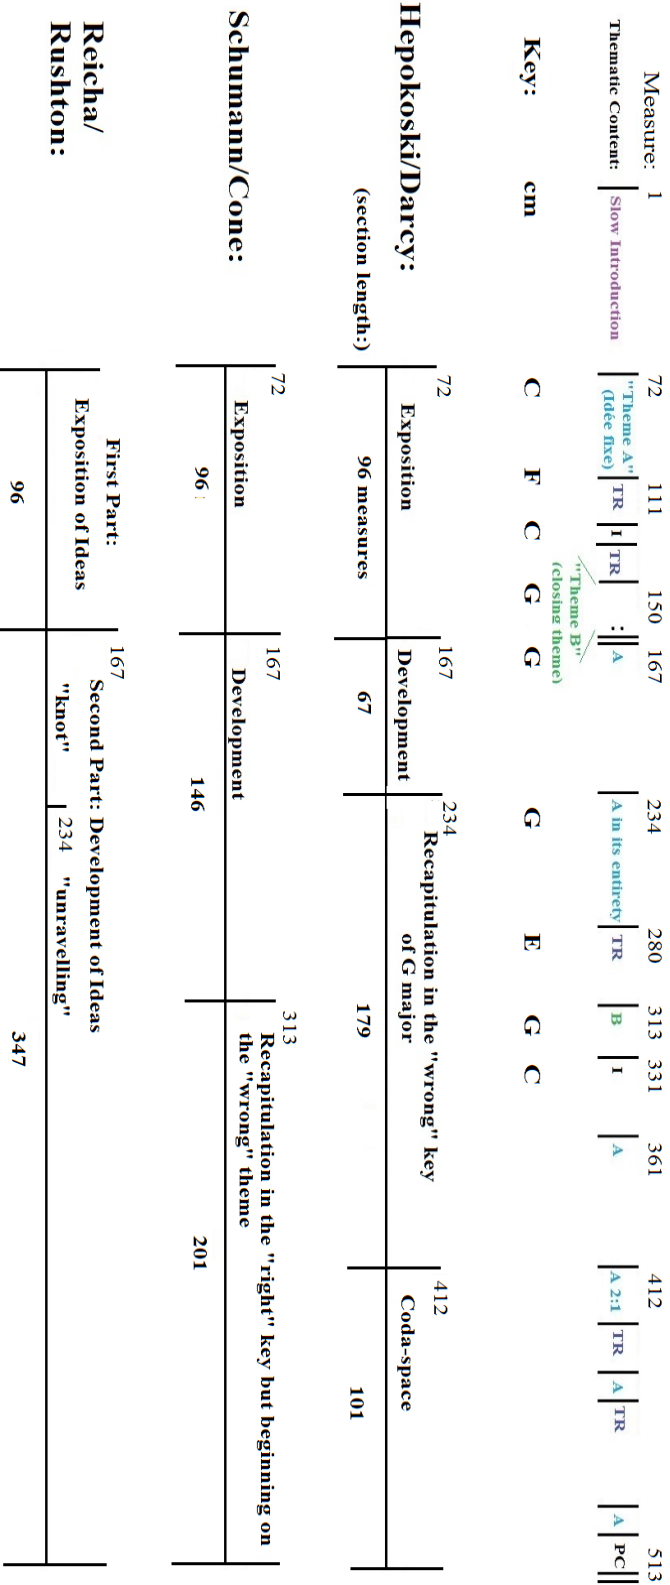 Measure: 1 72 111 150 167 234 280 313 331 361 412 513
Thematic Content: Slow Introduction "Theme A" TR I TR : A A in its entirety TR B I A A 2:1 TR A TR A PC
(Idée fixe)
"Theme B"
(closing theme)
Key: cm C F C G G G E G C
Hepokoski/Darcy:
72 167 234 412
Exposition Development Recapitulation in the "wrong" key Coda-space
of G major
(section length:) 96 measures 67 179 101
Schumann/Cone:
72 167 313
Exposition Development Recapitulation in the "right" key but beginning on
the "wrong" theme
96 146 201
Reicha/
Rushton:
First Part: 167
Exposition of Ideas Second Part: Development of Ideas
"knot" 234 "unravelling"
96 347